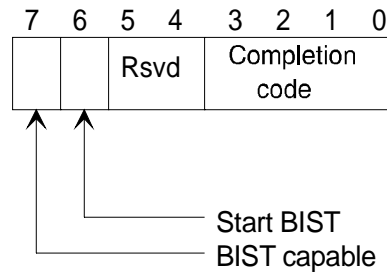 7 6 5 4 3 2 1 0
Rsvd
Completion
code
Start BIST
BIST capable